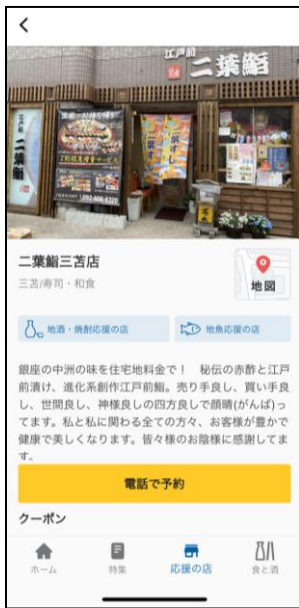 江戸前
二葉鮨
江戸前
二葉鮨
二葉鮨三苫店
三苫/寿司・和食
地図
地酒・焼酎応援の店
地魚応援の店
銀座の中洲の味を住宅地料金で！　秘伝の赤酢と江戸
前漬け、進化系創作江戸前鮨。売り手良し、買い手良
し、世間良し、神様良しの四方良しで顔晴(がんば)っ
てます。私と私に関わる全ての方々、お客様が豊かで
健康で美しくなります。皆々様のお陰様に感謝してま
す。
電話で予約
クーポン
ホーム
特集
応援の店
食と酒